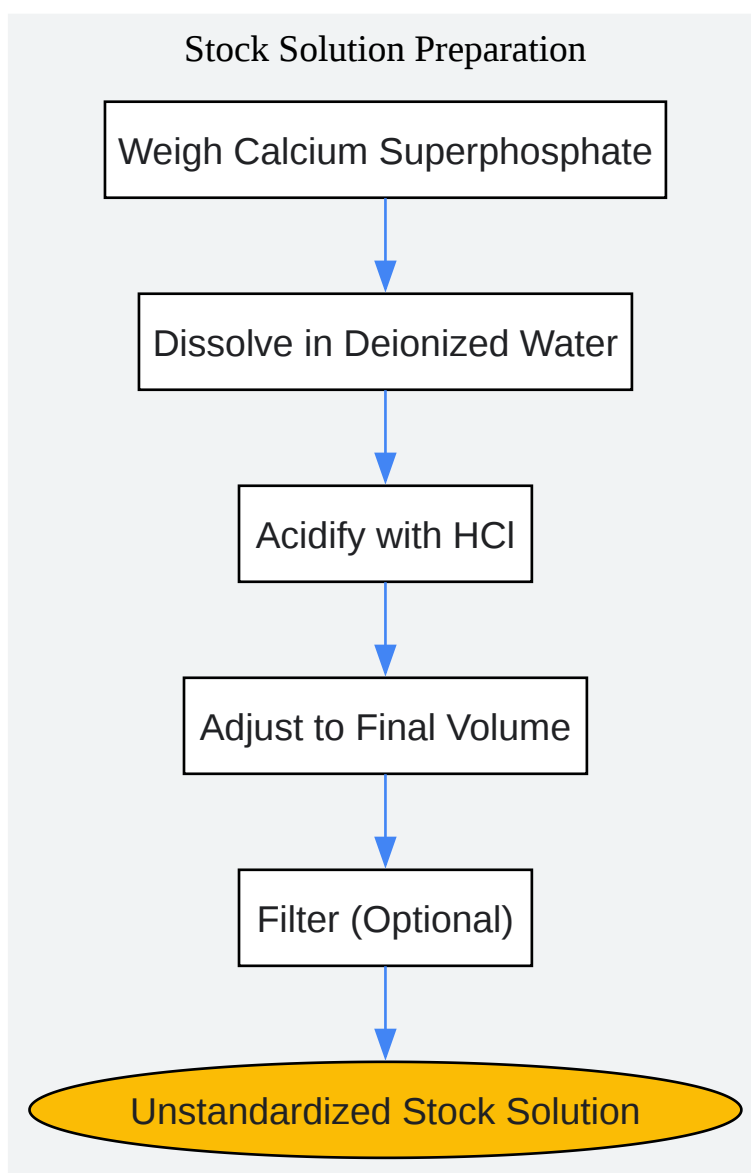 Stock Solution Preparation
Weigh Calcium Superphosphate
Dissolve in Deionized Water
Acidify with HCl
Adjust to Final Volume
Filter (Optional)
Unstandardized Stock Solution